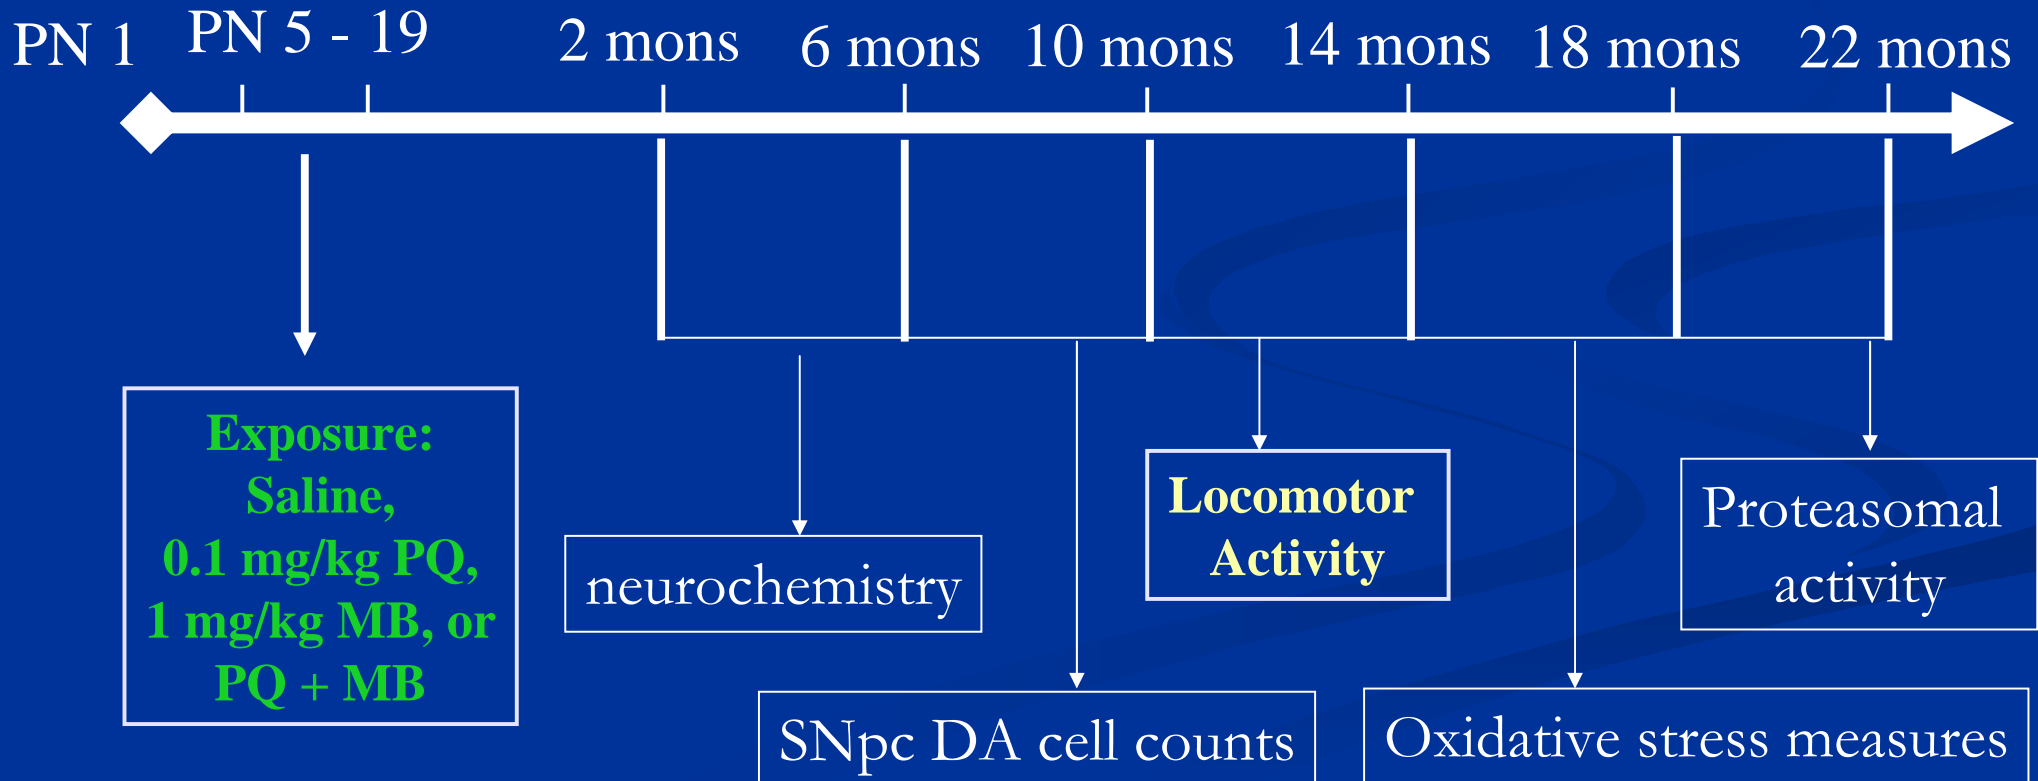 PN 1
PN 5 - 19
2 mons
6 mons
10 mons
14 mons
18 mons
22 mons
Exposure:
Saline,
0.1 mg/kg PQ,
1 mg/kg MB, or
PQ + MB
neurochemistry
SNpc DA cell counts
Locomotor
Activity
Oxidative stress measures
Proteasomal
activity